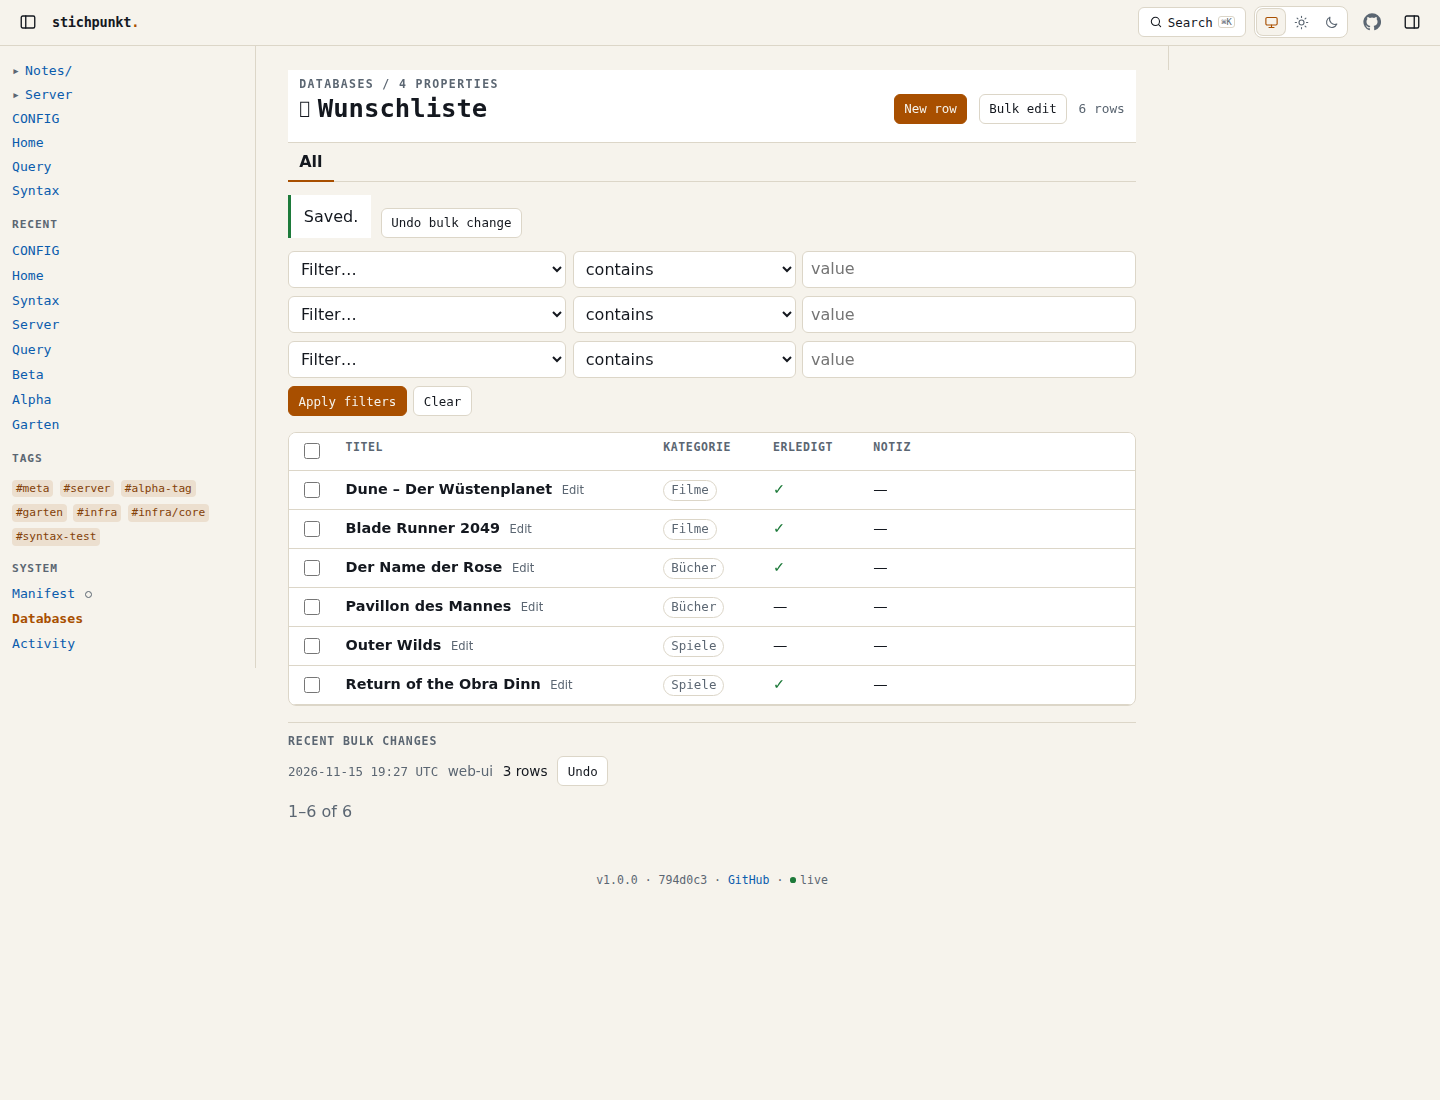 stichpunkt.
Search ⌘K
▸ Notes/
▸ Server
CONFIG
Home
Query
Syntax
RECENT
CONFIG
Home
Syntax
Server
Query
Beta
Alpha
Garten
TAGS
#meta #server #alpha-tag
#garten #infra #infra/core
#syntax-test
SYSTEM
Manifest
Databases
Activity
DATABASES / 4 PROPERTIES
Wunschliste
New row Bulk edit 6 rows
All
Saved. Undo bulk change
Filter… contains value
Filter… contains value
Filter… contains value
Apply filters Clear
TITEL KATEGORIE ERLEDIGT NOTIZ
Dune – Der Wüstenplanet Edit Filme ✓ —
Blade Runner 2049 Edit Filme ✓ —
Der Name der Rose Edit Bücher ✓ —
Pavillon des Mannes Edit Bücher — —
Outer Wilds Edit Spiele — —
Return of the Obra Dinn Edit Spiele ✓ —
RECENT BULK CHANGES
2026-11-15 19:27 UTC web-ui 3 rows Undo
1–6 of 6
v1.0.0 · 794d0c3 · GitHub · live